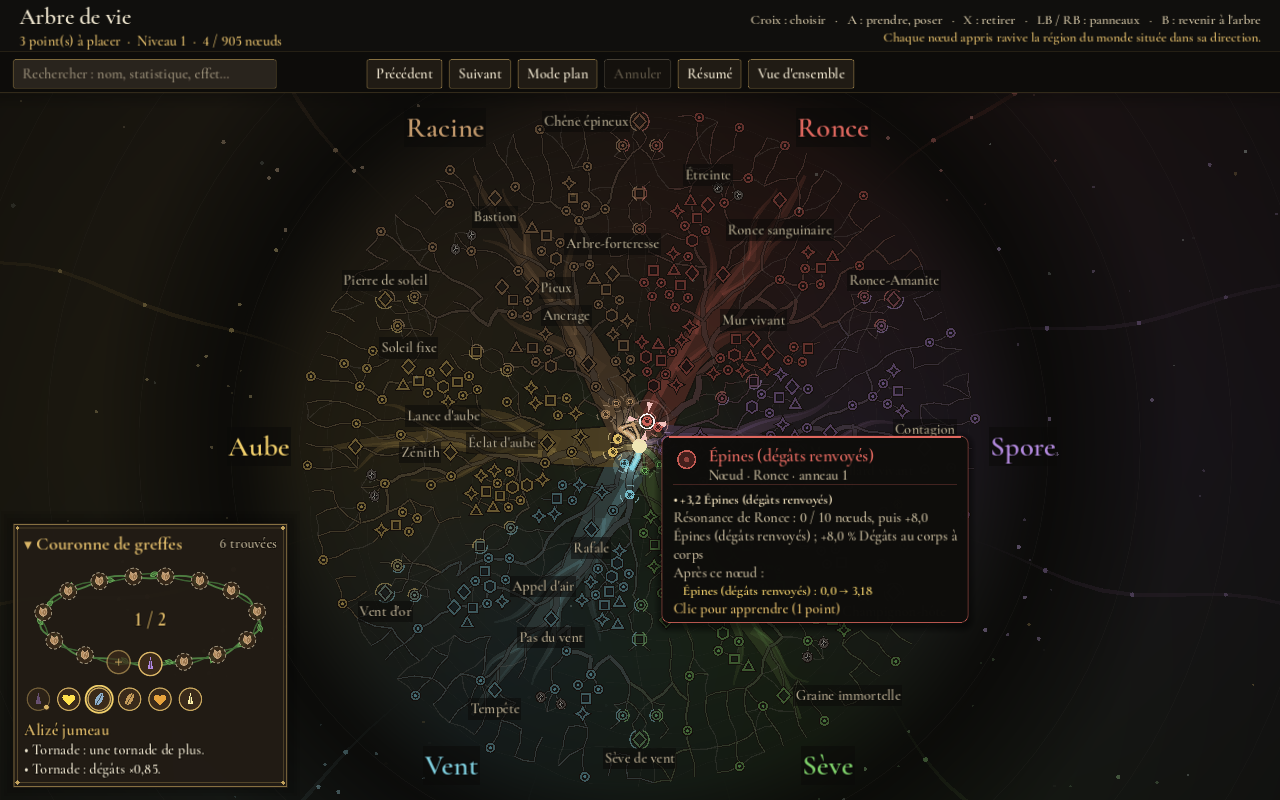 Arbre de vie
3 point(s) à placer · Niveau 1 · 4 / 905 nœuds
Croix : choisir · A : prendre, poser · X : retirer · LB / RB : panneaux · B : revenir à l'arbre
Chaque nœud appris ravive la région du monde située dans sa direction.
Rechercher : nom, statistique, effet...
Précédent
Suivant
Mode plan
Annuler
Résumé
Vue d'ensemble
Racine
Chêne épineux
Ronce
Étreinte
Bastion
Ronce sanguinaire
Arbre-forteresse
Pierre de soleil
Pieux
Ronce-Amanite
Ancrage
Mur vivant
Soleil fixe
Lance d'aube
Contagion
Aube
Zénith
Éclat d'aube
Spore
Épines (dégâts renvoyés)
Nœud · Ronce · anneau 1
• +3,2 Épines (dégâts renvoyés)
Résonance de Ronce : 0 / 10 nœuds, puis +8,0
Épines (dégâts renvoyés) ; +8,0 % Dégâts au corps à
corps
Après ce nœud :
Épines (dégâts renvoyés) : 0,0 → 3,18
Clic pour apprendre (1 point)
Rafale
Appel d'air
Vent d'or
Pas du vent
Graine immortelle
Tempête
Sève de vent
Vent
Sève
▾ Couronne de greffes
6 trouvées
1 / 2
+
Alizé jumeau
• Tornade : une tornade de plus.
• Tornade : dégâts ×0,85.